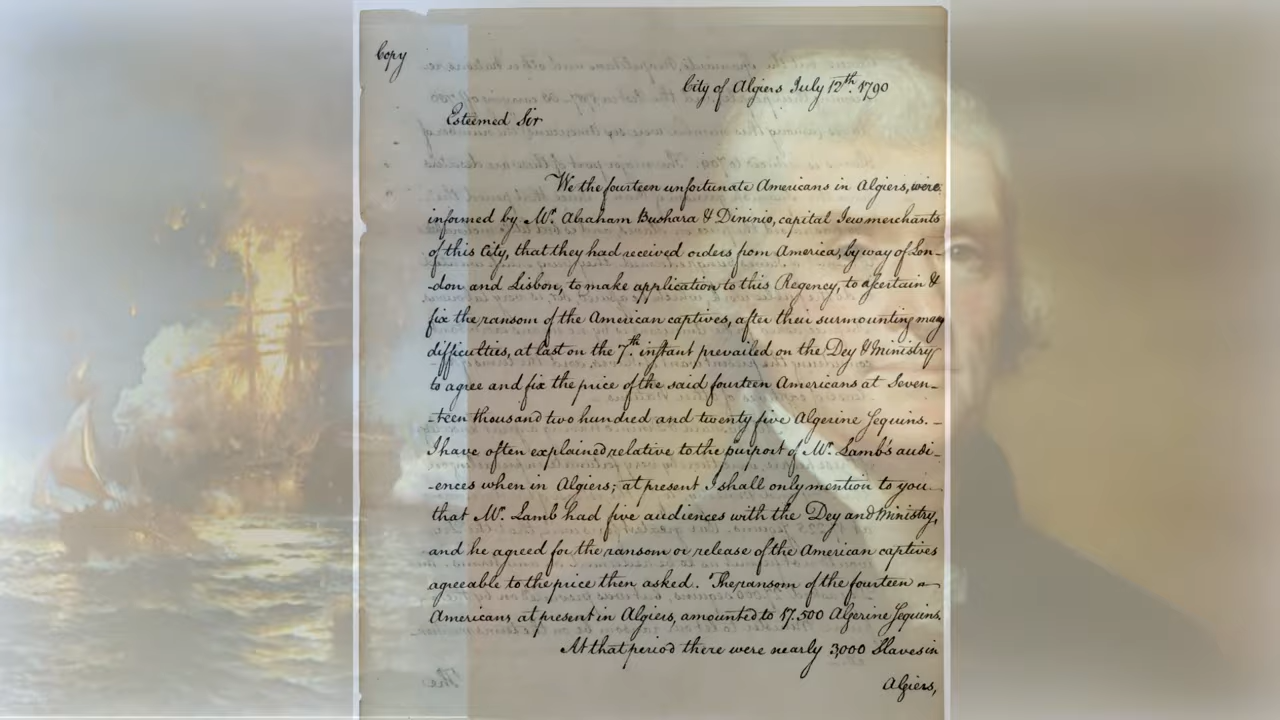 Copy
City of Algiers July 12th. 1790
Esteemed Sir
We the fourteen unfortunate Americans in Algiers, were
informed by Mr. Abraham Bushara & Dininio, capital Jew merchants
of this City, that they had received orders from America, by way of Lon-
-don and Lisbon, to make application to this Regency, to ascertain &
fix the ransom of the American captives, after their surmounting many
difficulties, at last on the 7th. instant prevailed on the Dey & Ministry
to agree and fix the price of the said fourteen Americans at Seven-
-teen thousand two hundred and twenty five Algerine Sequins. -
I have often explained relative to the purport of Mr. Lamb's audi-
-ences when in Algiers; at present I shall only mention to you
that Mr. Lamb had five audiences with the Dey and Ministry,
and he agreed for the ransom or release of the American captives
agreeable to the price then asked. The ransom of the fourteen
Americans at present in Algiers, amounted to 17.500 Algerine Sequins.
At that period there were nearly 3,000 Slaves in
Algiers,